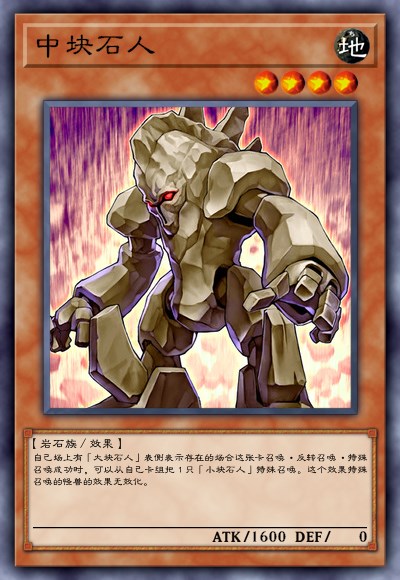 中块石人
地
【岩石族／效果】
自己场上有「大块石人」表侧表示存在的场合这张卡召唤·反转召唤·特殊
召唤成功时，可以从自己卡组把１只「小块石人」特殊召唤。这个效果特殊
召唤的怪兽的效果无效化。
ATK/1600 DEF/ 0